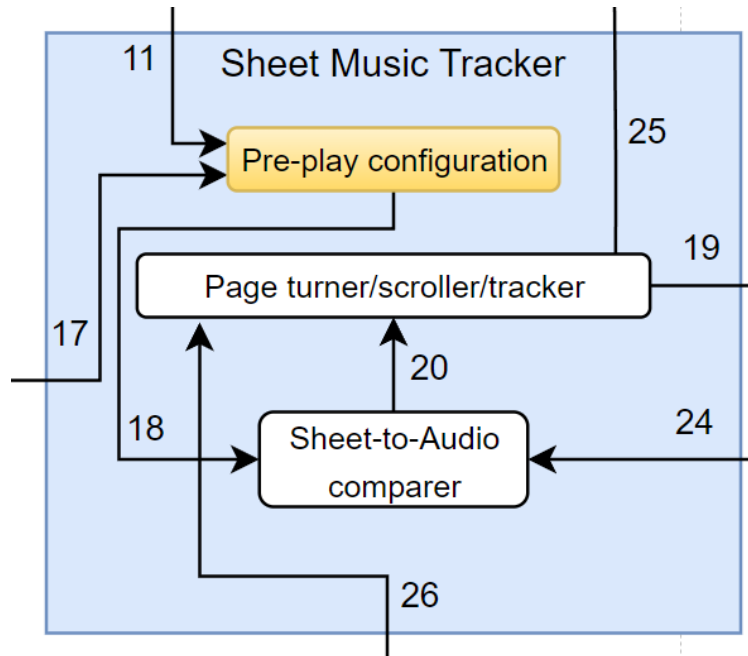 11
Sheet Music Tracker
25
Pre-play configuration
19
Page turner/scroller/tracker
17
20
18
Sheet-to-Audio
comparer
24
26